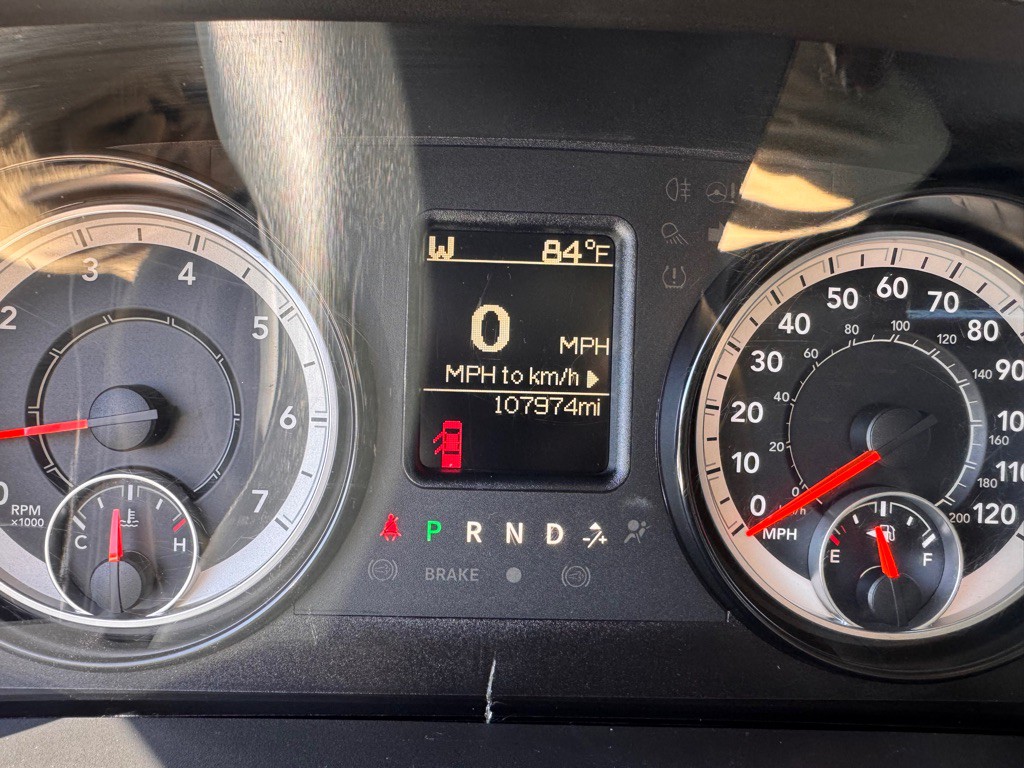 W 84°F
0 MPH
MPH to km/h
107974mi
0 2 3 4 5 6 7
RPM
x1000
C H
P R N D
BRAKE
0 10 20 30 40 50 60 70 80 90 120
MPH
0 20 40 60 80 100 120 140 160 180 200
E F